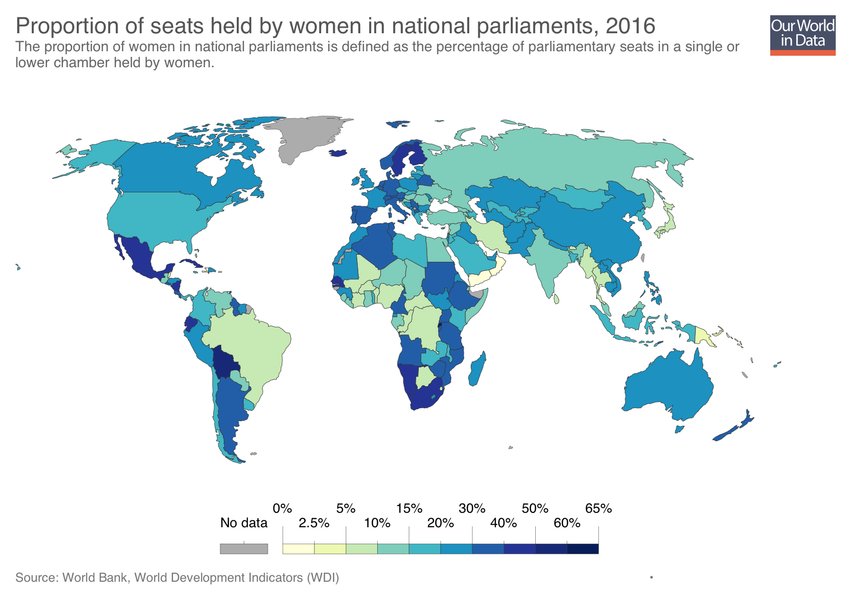 Proportion of seats held by women in national parliaments, 2016
Our World
in Data
The proportion of women in national parliaments is defined as the percentage of parliamentary seats in a single or
lower chamber held by women.
0% 5% 15% 30% 50% 65%
No data 2.5% 10% 20% 40% 60%
Source: World Bank, World Development Indicators (WDI)